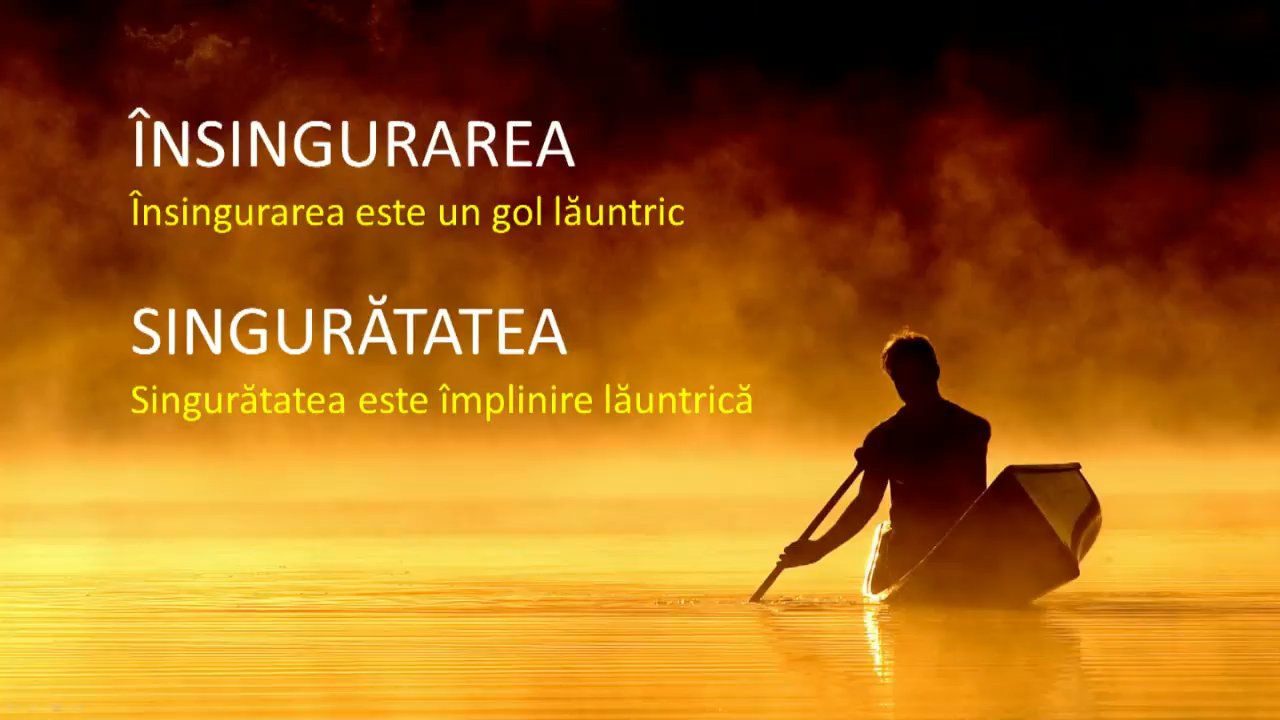 ÎNSINGURAREA
Însingurarea este un gol lăuntric
SINGURĂTATEA
Singurătatea este împlinire lăuntrică